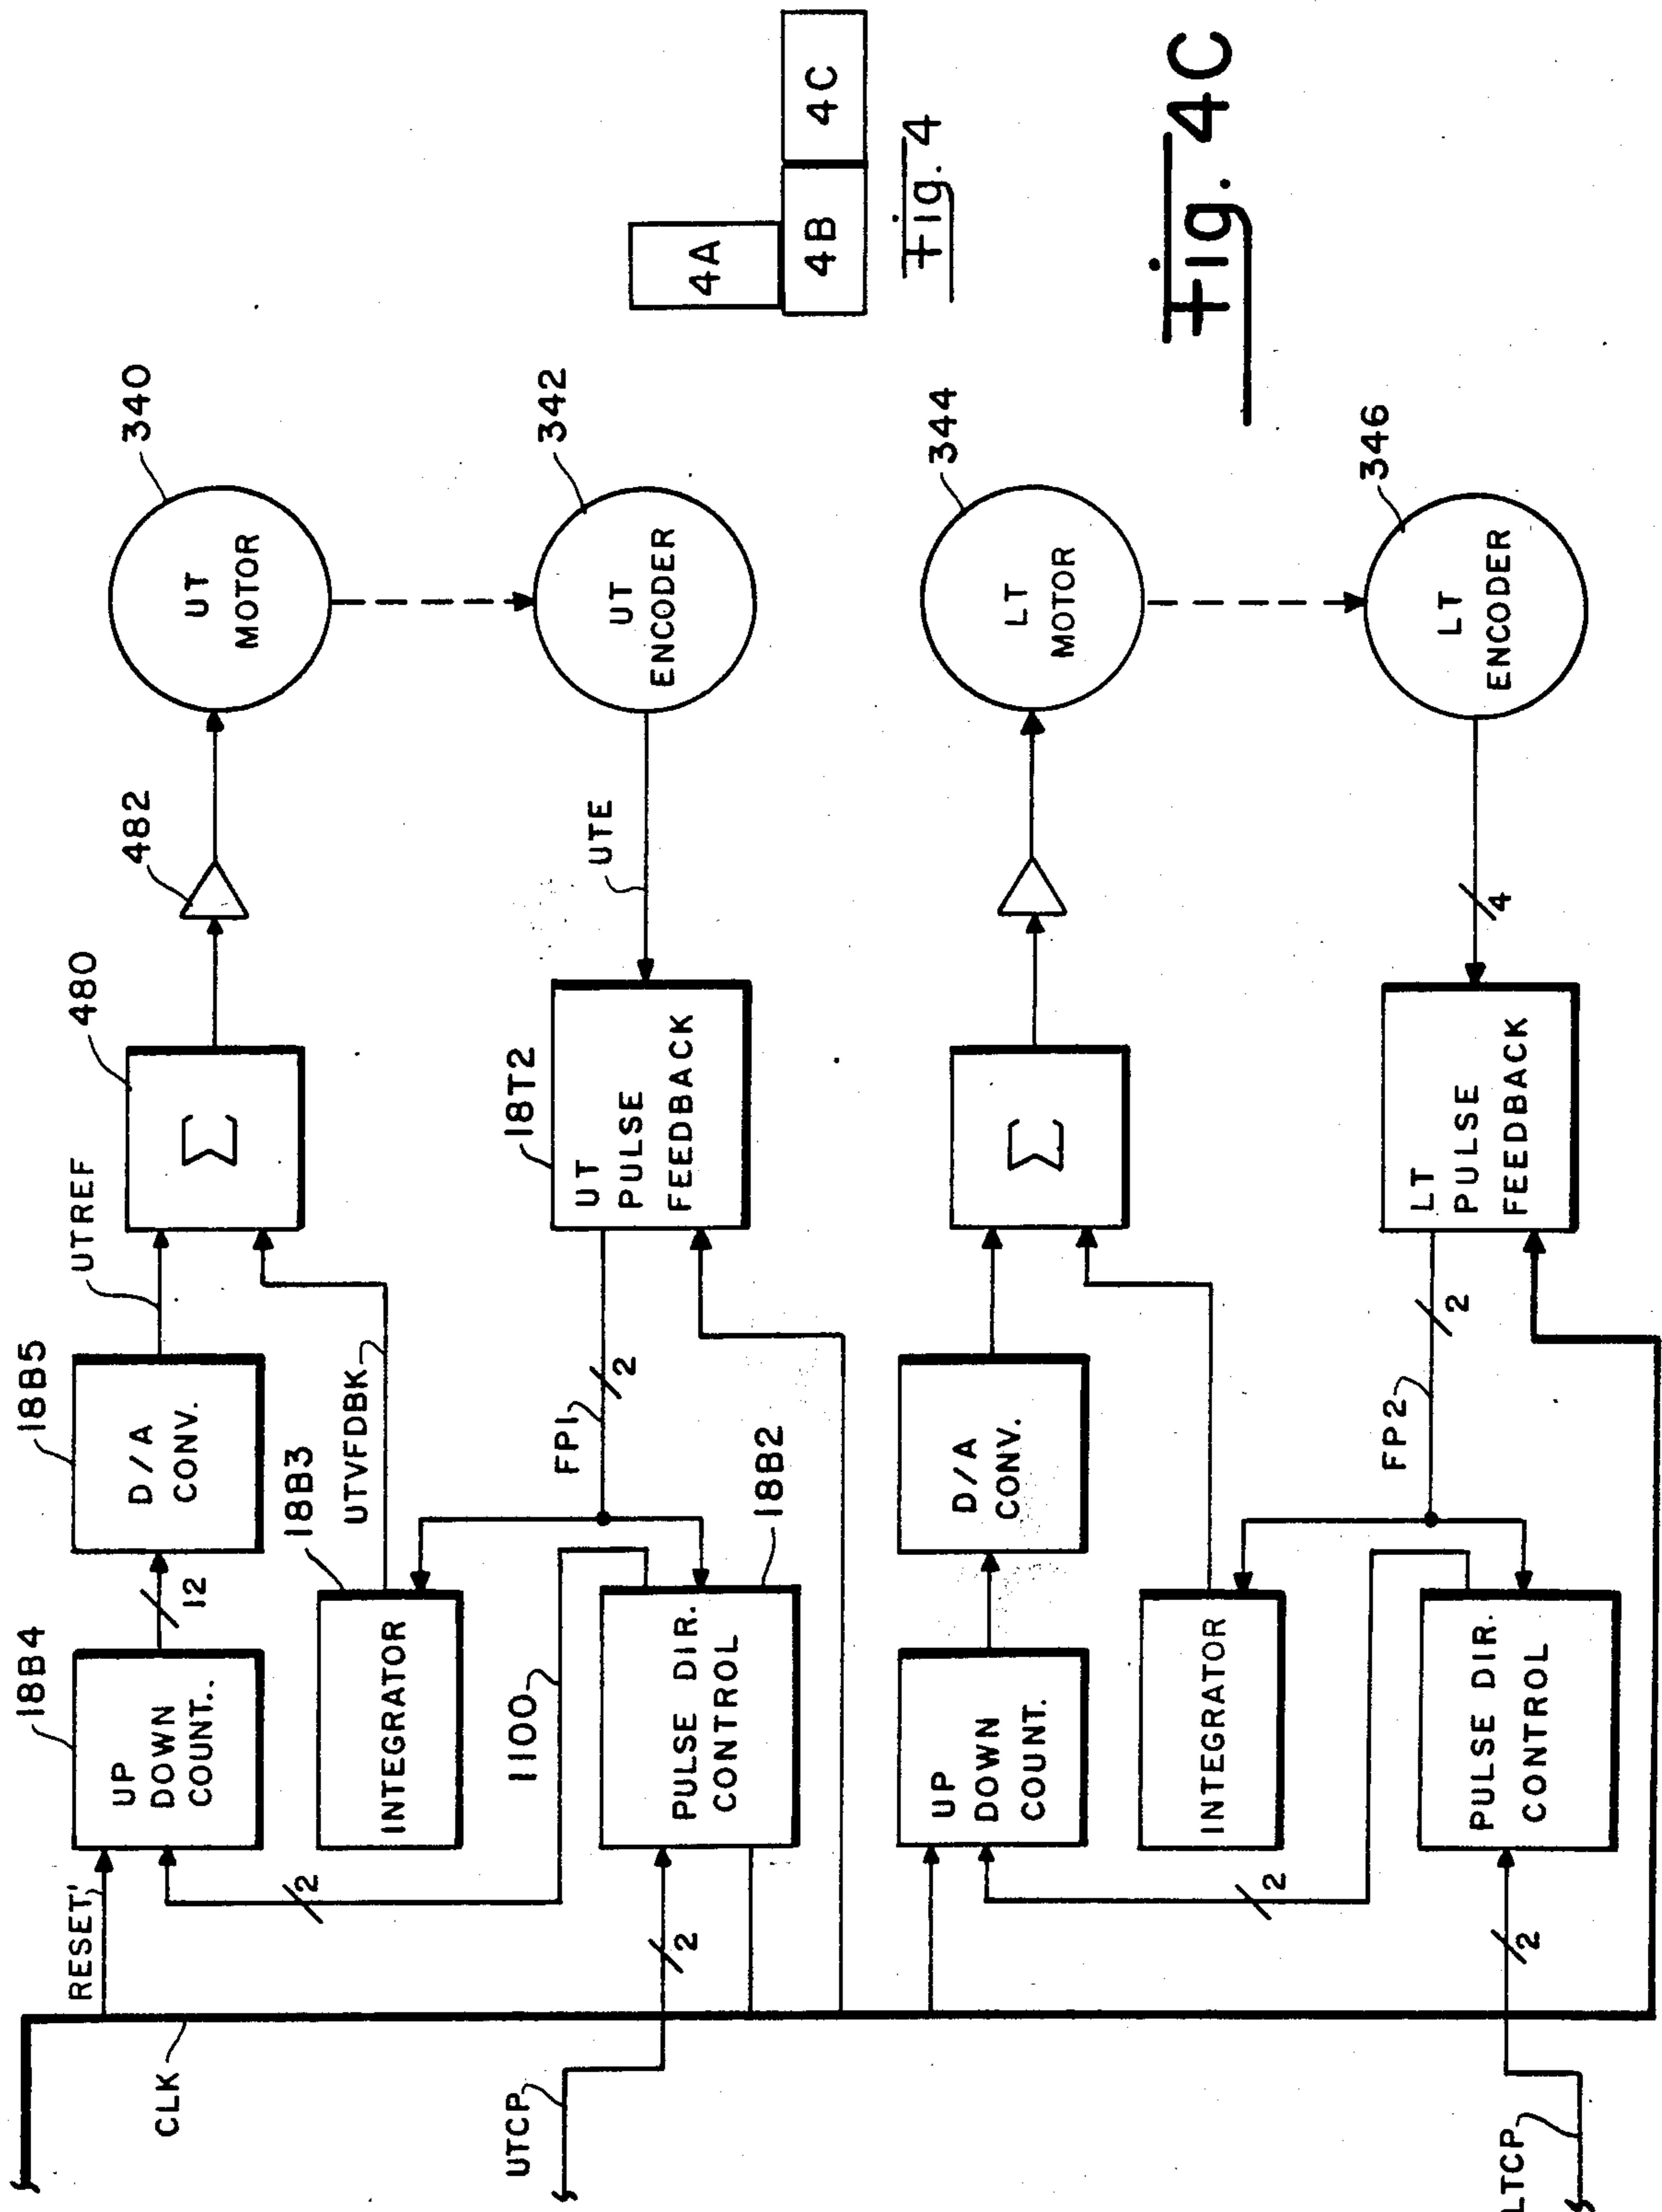 18B4
18B5
UTREF
480
482
340
RESET'
UP
DOWN
COUNT..
12
D/A
CONV.
Σ
UT
MOTOR
CLK
2
18B3
INTEGRATOR
UTVFDBK
1100
FP1
2
18T2
UTE
342
UTCP
2
PULSE DIR.
CONTROL
18B2
UT
PULSE
FEEDBACK
UT
ENCODER
UP
DOWN
COUNT.
D/A
CONV.
Σ
344
LT
MOTOR
2
INTEGRATOR
FP2
2
346
LTCP
2
PULSE DIR.
CONTROL
LT
PULSE
FEEDBACK
4
LT
ENCODER
4A
4B
4C
Fig. 4
Fig. 4C